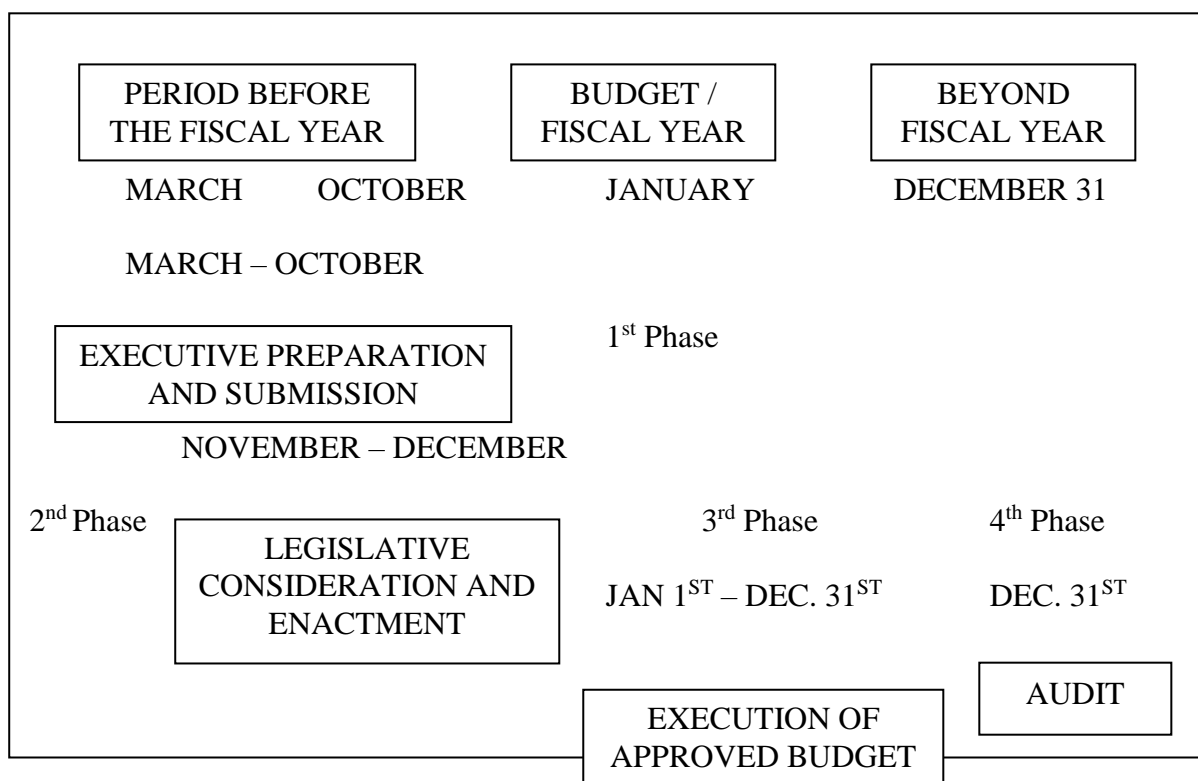 PERIOD BEFORE
THE FISCAL YEAR
BUDGET /
FISCAL YEAR
BEYOND
FISCAL YEAR
MARCH OCTOBER JANUARY DECEMBER 31
MARCH – OCTOBER
EXECUTIVE PREPARATION
AND SUBMISSION
1st Phase
NOVEMBER – DECEMBER
2nd Phase
LEGISLATIVE
CONSIDERATION AND
ENACTMENT
3rd Phase
4th Phase
JAN 1ST – DEC. 31ST
DEC. 31ST
AUDIT
EXECUTION OF
APPROVED BUDGET